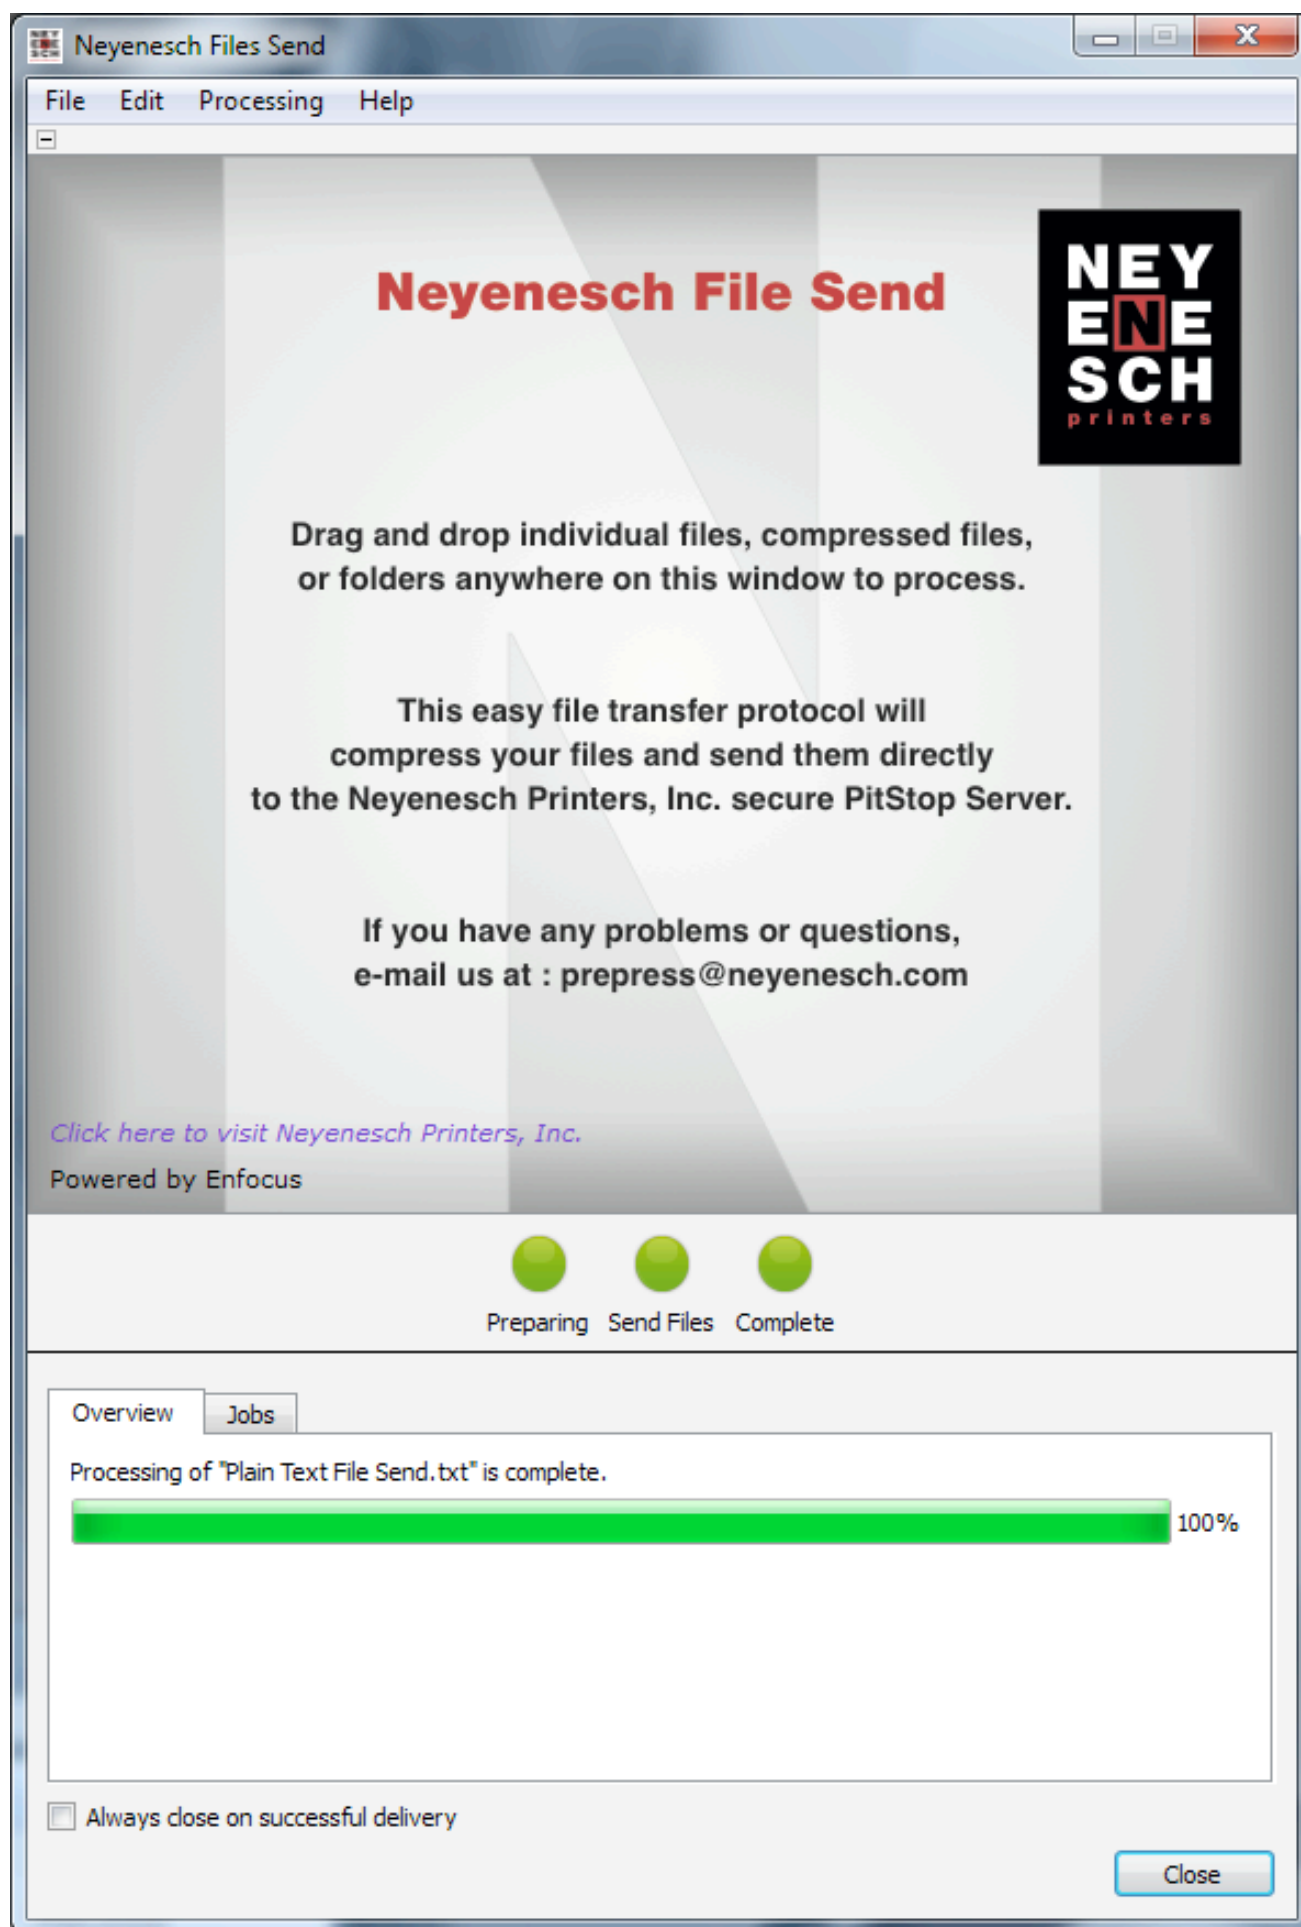 Neyenesch Files Send
File Edit Processing Help
Neyenesch File Send
NEY
ENE
SCH
printers
Drag and drop individual files, compressed files,
or folders anywhere on this window to process.
This easy file transfer protocol will
compress your files and send them directly
to the Neyenesch Printers, Inc. secure PitStop Server.
If you have any problems or questions,
e-mail us at : prepress@neyenesch.com
Click here to visit Neyenesch Printers, Inc.
Powered by Enfocus
Preparing Send Files Complete
Overview Jobs
Processing of "Plain Text File Send.txt" is complete.
100%
Always close on successful delivery
Close